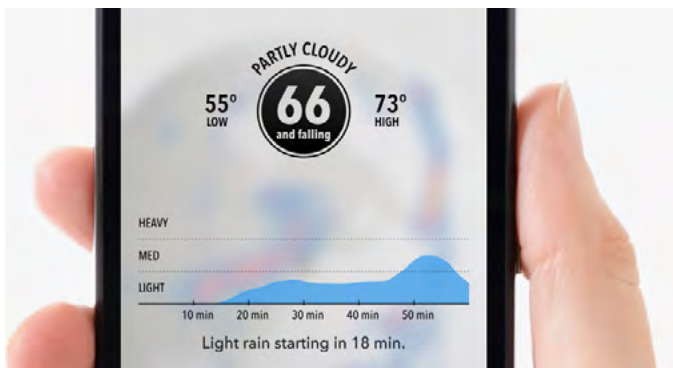 PARTLY CLOUDY
55° 66 73°
LOW and falling HIGH
HEAVY
MED
LIGHT
10 min 20 min 30 min 40 min 50 min
Light rain starting in 18 min.